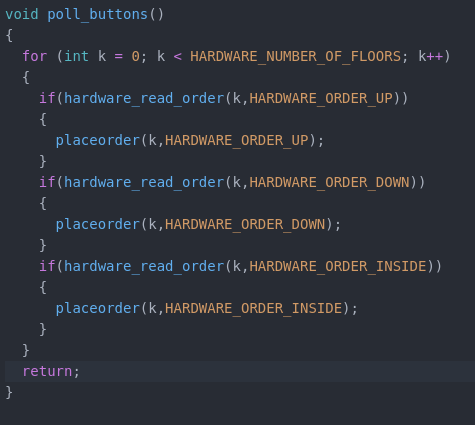 void poll_buttons()
{
  for (int k = 0; k < HARDWARE_NUMBER_OF_FLOORS; k++)
  {
    if(hardware_read_order(k,HARDWARE_ORDER_UP))
    {
      placeorder(k,HARDWARE_ORDER_UP);
    }
    if(hardware_read_order(k,HARDWARE_ORDER_DOWN))
    {
      placeorder(k,HARDWARE_ORDER_DOWN);
    }
    if(hardware_read_order(k,HARDWARE_ORDER_INSIDE))
    {
      placeorder(k,HARDWARE_ORDER_INSIDE);
    }
  }
  return;
}